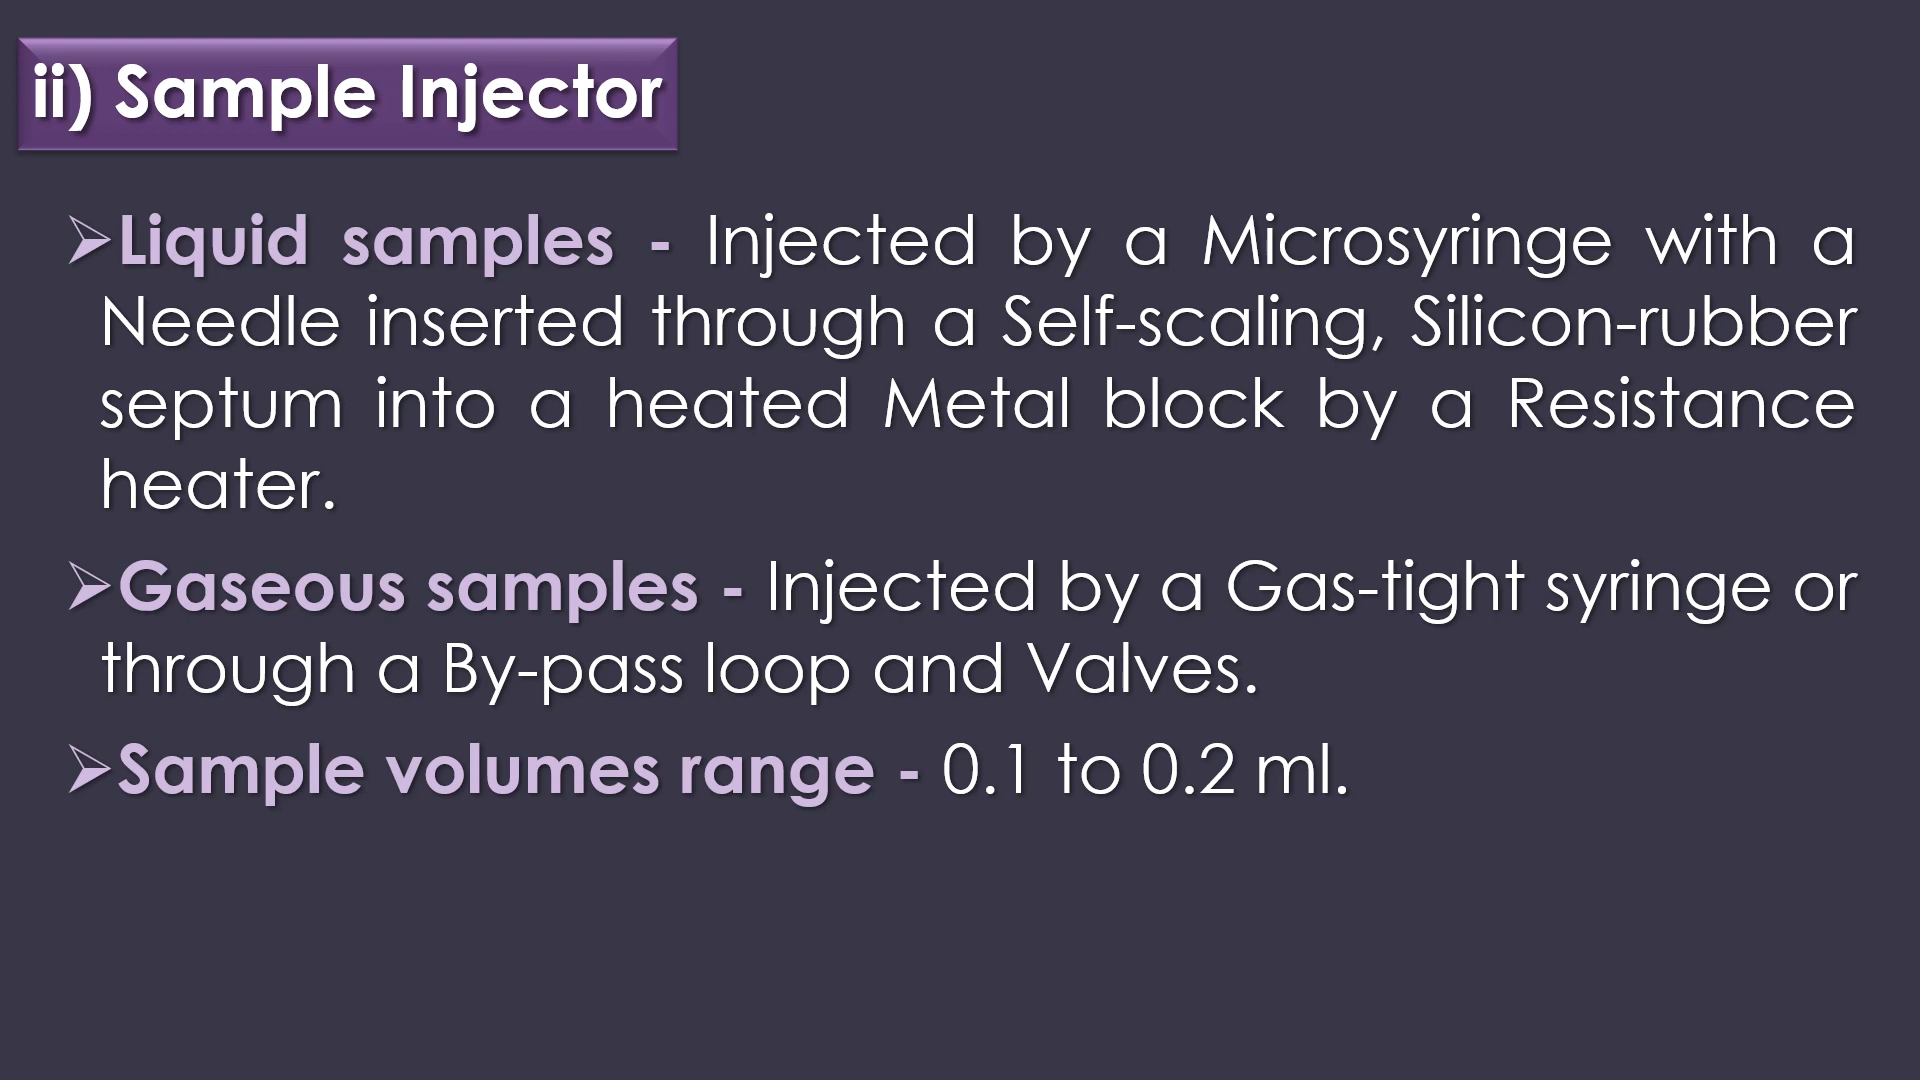 ii) Sample Injector
➢Liquid samples - Injected by a Microsyringe with a
Needle inserted through a Self-scaling, Silicon-rubber
septum into a heated Metal block by a Resistance
heater.
➢Gaseous samples - Injected by a Gas-tight syringe or
through a By-pass loop and Valves.
➢Sample volumes range - 0.1 to 0.2 ml.